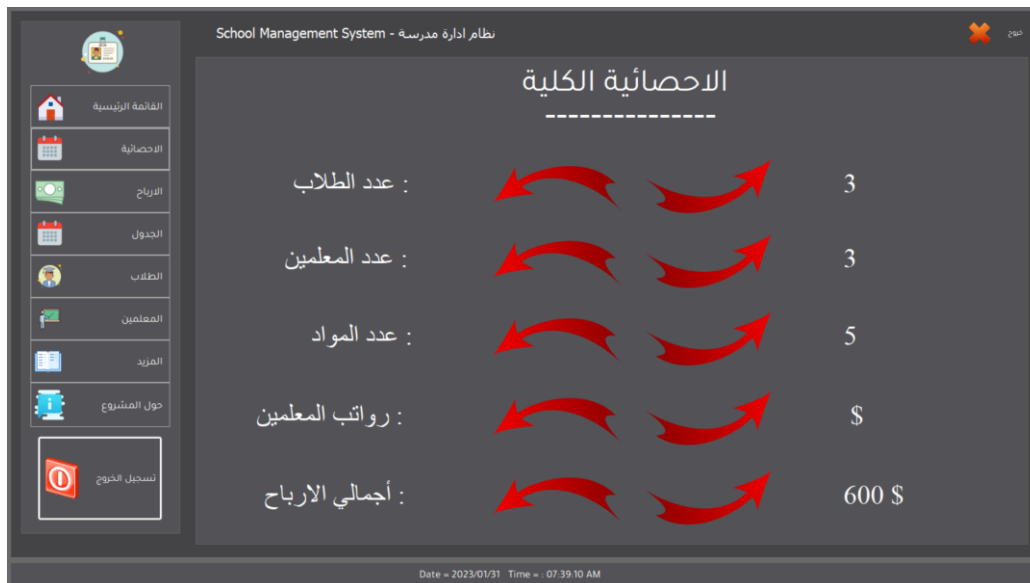 School Management System - نظام ادارة مدرسة
خروج
القائمة الرئيسية
الاحصائية
الارباح
الجدول
الطلاب
المعلمين
المزيد
حول المشروع
تسجيل الخروج
الاحصائية الكلية
---------------
عدد الطلاب :
3
عدد المعلمين :
3
عدد المواد :
5
رواتب المعلمين :
$
أجمالي الارباح :
600 $
Date = 2023/01/31 Time = : 07:39:10 AM